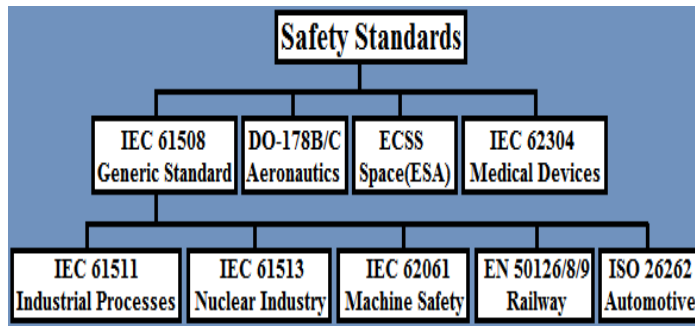 Safety Standards
IEC 61508
Generic Standard
DO-178B/C
Aeronautics
ECSS
Space(ESA)
IEC 62304
Medical Devices
IEC 61511
Industrial Processes
IEC 61513
Nuclear Industry
IEC 62061
Machine Safety
EN 50126/8/9
Railway
ISO 26262
Automotive